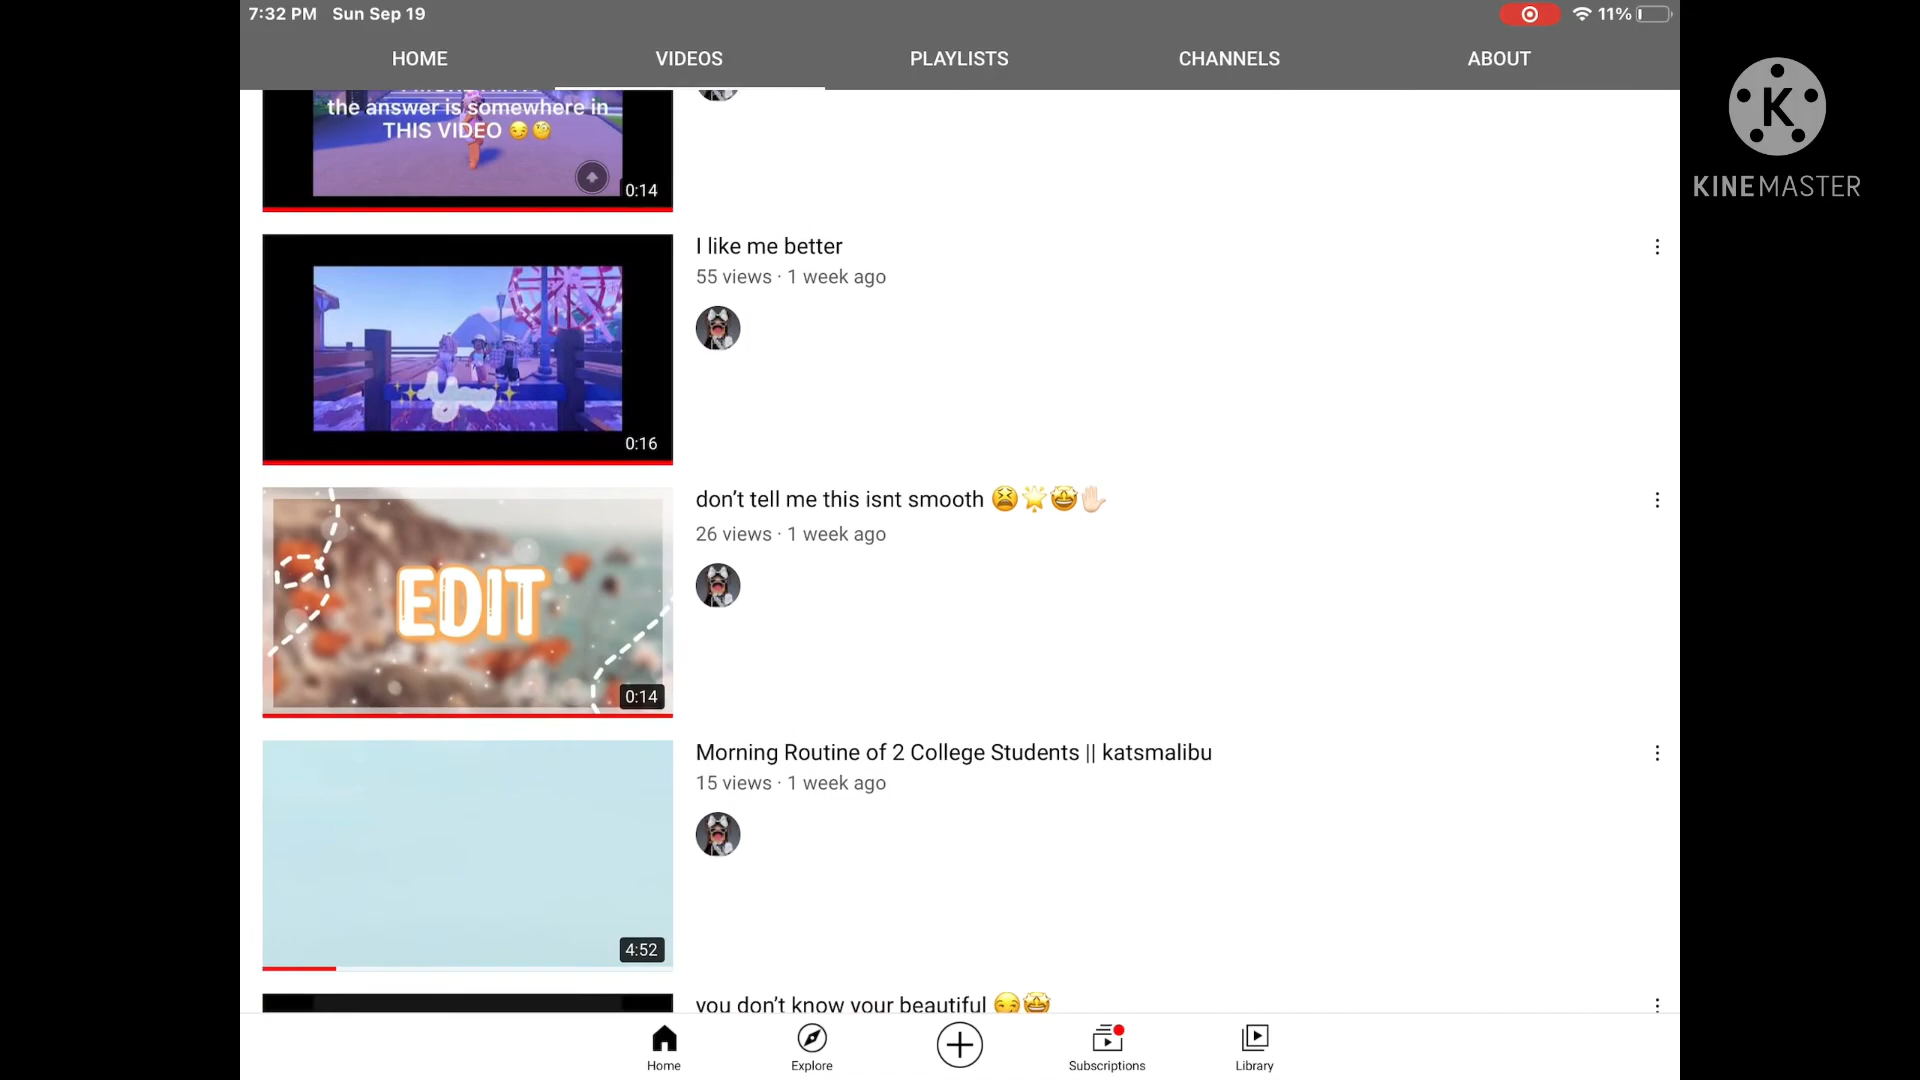 7:32 PM Sun Sep 19
11%
HOME VIDEOS PLAYLISTS CHANNELS ABOUT
KINEMASTER
the answer is somewhere in
THIS VIDEO 😏🧐
0:14
I like me better
55 views · 1 week ago
0:16
don’t tell me this isnt smooth 😫🌟🤩✋🏻
26 views · 1 week ago
EDIT
0:14
Morning Routine of 2 College Students || katsmalibu
15 views · 1 week ago
4:52
you don’t know your beautiful 😏🤩
Home Explore Subscriptions Library